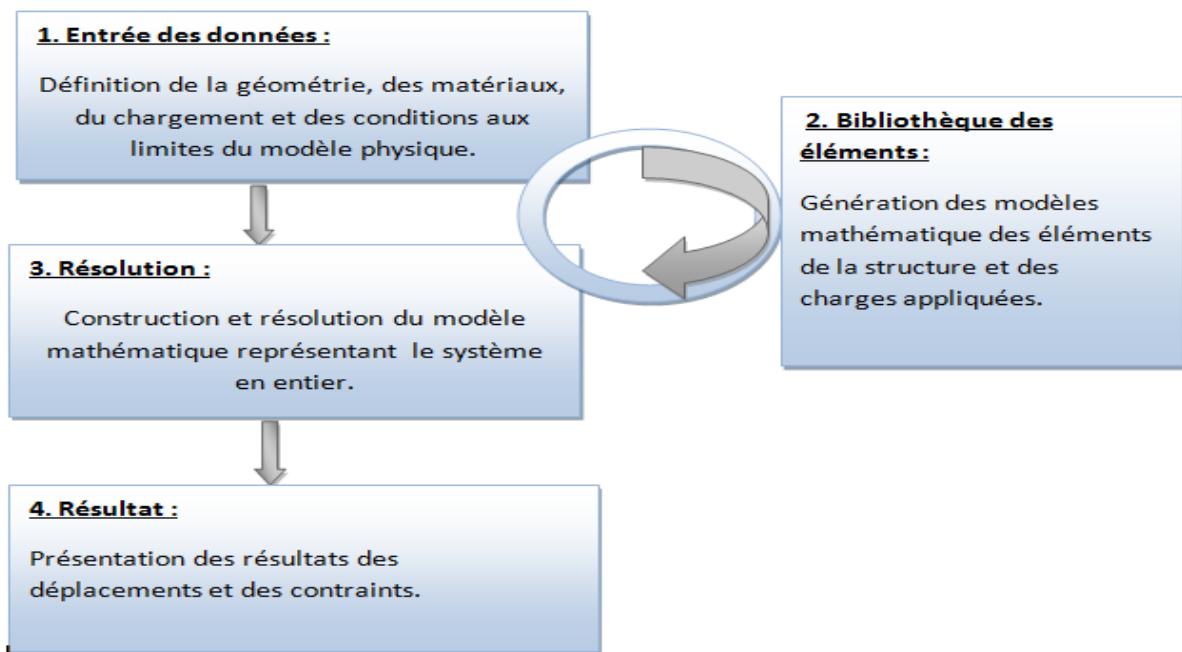 1. Entrée des données :
Définition de la géométrie, des matériaux,
du chargement et des conditions aux
limites du modèle physique.
2. Bibliothèque des
éléments :
Génération des modèles
mathématique des éléments
de la structure et des
charges appliquées.
3. Résolution :
Construction et résolution du modèle
mathématique représentant le système
en entier.
4. Résultat :
Présentation des résultats des
déplacements et des contraints.